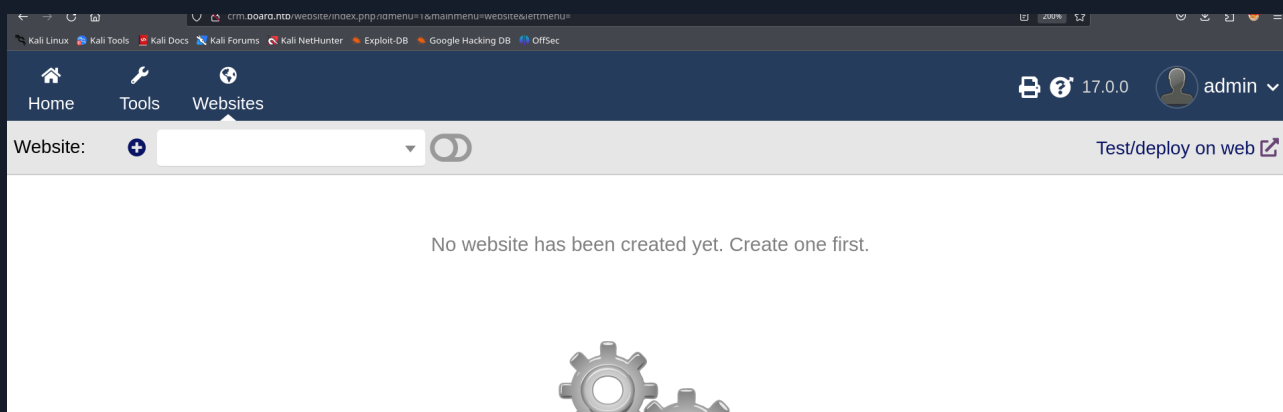 crm.board.htb/website/index.php?idmenu=1&mainmenu=website&leftmenu=
200%
Kali Linux Kali Tools Kali Docs Kali Forums Kali NetHunter Exploit-DB Google Hacking DB OffSec
Home Tools Websites 17.0.0 admin
Website: Test/deploy on web
No website has been created yet. Create one first.